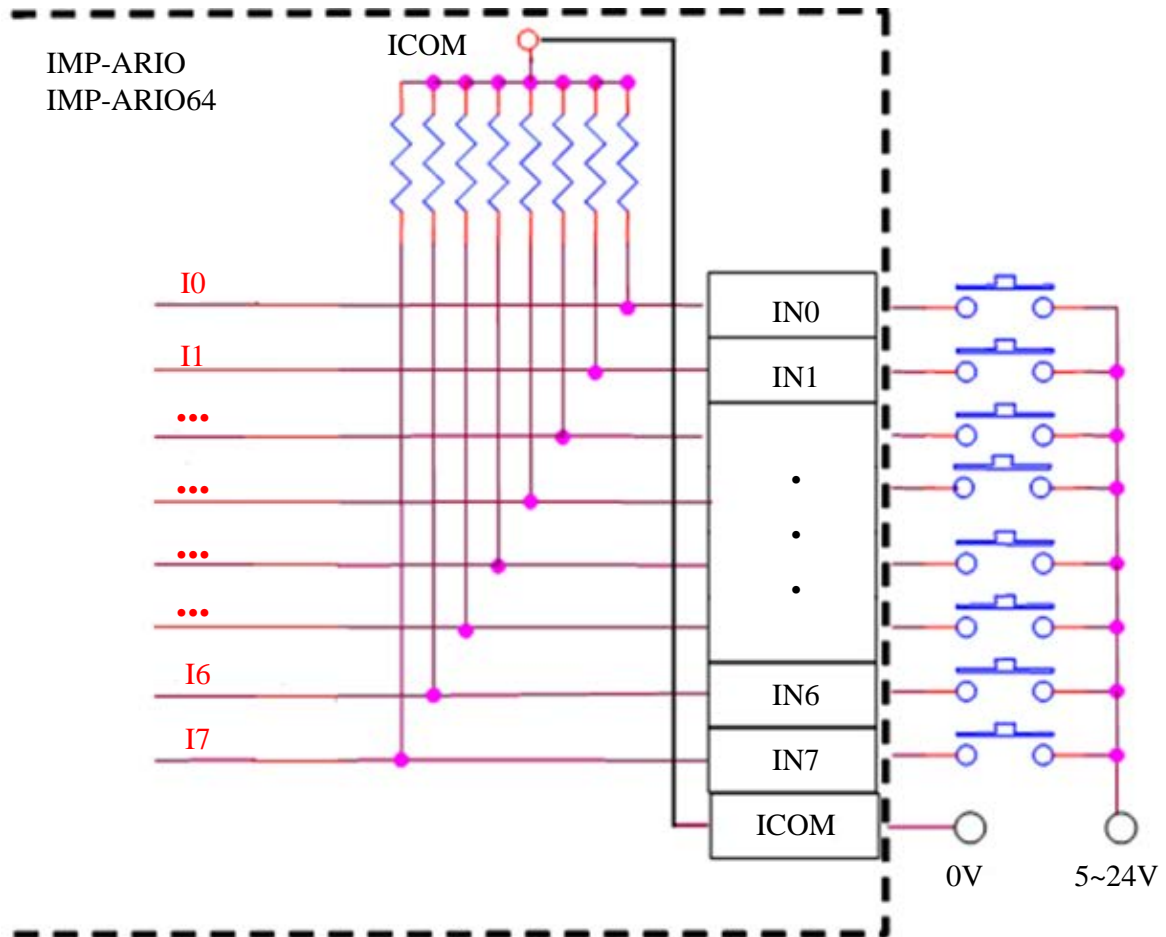 ICOM
IMP-ARIO
IMP-ARIO64
I0
IN0
I1
IN1
...
...
...
...
I6
IN6
I7
IN7
ICOM
0V
5~24V